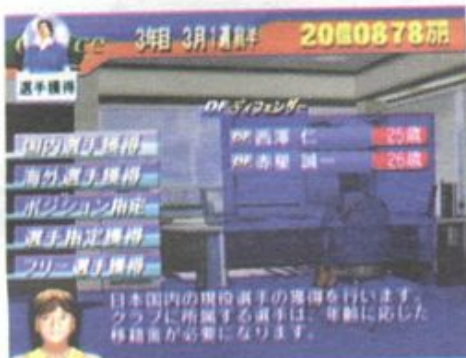 3年目 3月1週前半
20億0878万円
選手獲得
DF ディフェンダー
国内選手獲得
DF 西澤 仁 25歳
海外選手獲得
DF 赤星 誠一 26歳
ポジション指定
選手指定獲得
フリー選手獲得
日本国内の現役選手の獲得を行います。
クラブに所属する選手は、年齢に応じた
移籍金が必要になります。